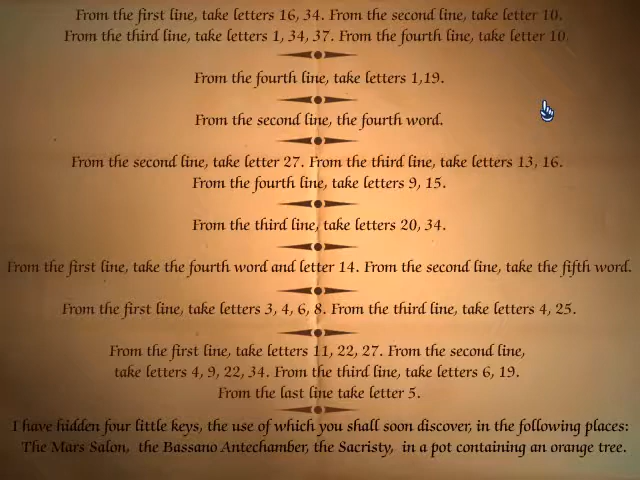 From the first line, take letters 16, 34. From the second line, take letter 10.
From the third line, take letters 1, 34, 37. From the fourth line, take letter 10.
From the fourth line, take letters 1,19.
From the second line, the fourth word.
From the second line, take letter 27. From the third line, take letters 13, 16.
From the fourth line, take letters 9, 15.
From the third line, take letters 20, 34.
From the first line, take the fourth word and letter 14. From the second line, take the fifth word.
From the first line, take letters 3, 4, 6, 8. From the third line, take letters 4, 25.
From the first line, take letters 11, 22, 27. From the second line,
take letters 4, 9, 22, 34. From the third line, take letters 6, 19.
From the last line take letter 5.
I have hidden four little keys, the use of which you shall soon discover, in the following places:
The Mars Salon, the Bassano Antechamber, the Sacristy, in a pot containing an orange tree.